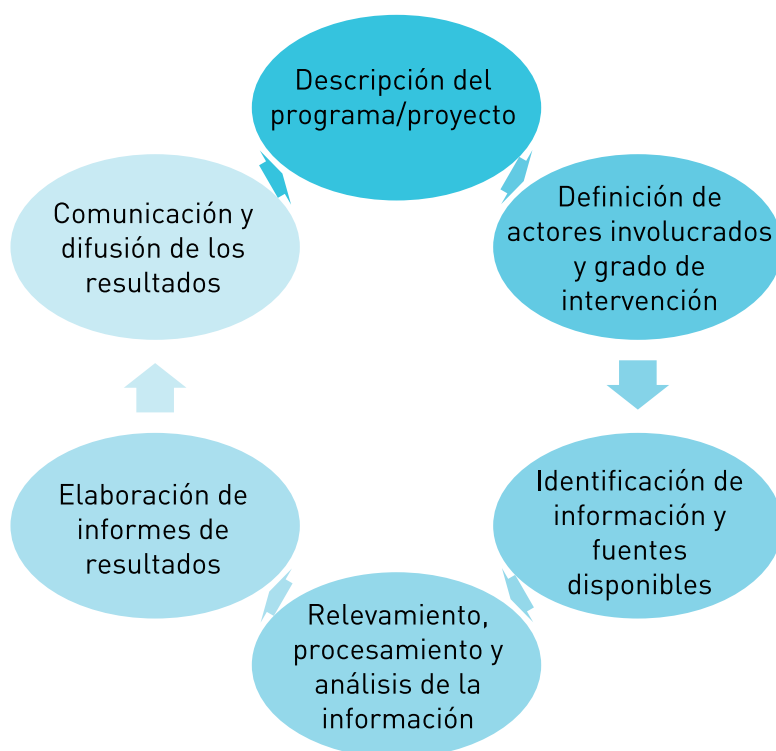 Descripción del
programa/proyecto
Definición de
actores involucrados
y grado de
intervención
Identificación de
información y
fuentes
disponibles
Relevamiento,
procesamiento y
análisis de la
información
Elaboración de
informes de
resultados
Comunicación y
difusión de los
resultados